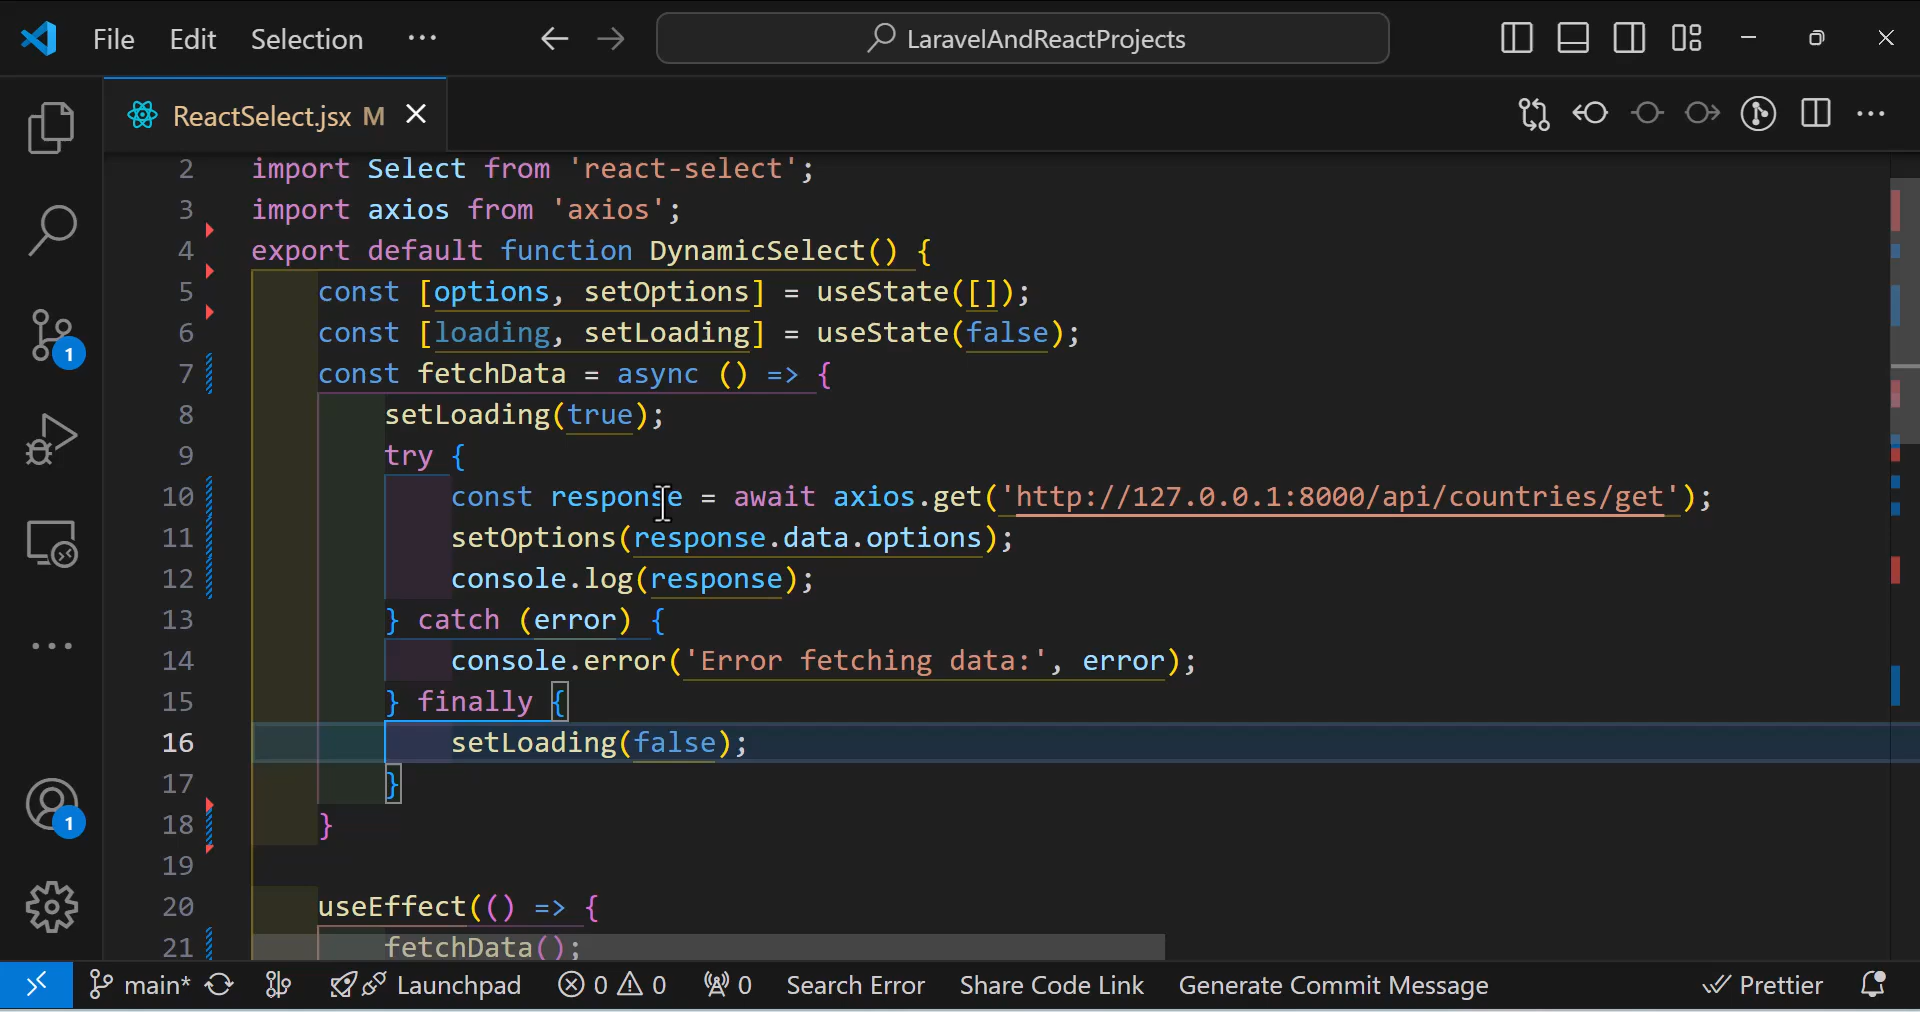 File Edit Selection ··· LaravelAndReactProjects
ReactSelect.jsx M
2 import Select from 'react-select';
3 import axios from 'axios';
4 export default function DynamicSelect() {
5 const [options, setOptions] = useState([]);
6 const [loading, setLoading] = useState(false);
7 const fetchData = async () => {
8 setLoading(true);
9 try {
10 const response = await axios.get('http://127.0.0.1:8000/api/countries/get');
11 setOptions(response.data.options);
12 console.log(response);
13 } catch (error) {
14 console.error('Error fetching data:', error);
15 } finally {
16 setLoading(false);
17 }
18 }
19
20 useEffect(() => {
21 fetchData();
1
1
main* Launchpad 0 0 0 Search Error Share Code Link Generate Commit Message Prettier